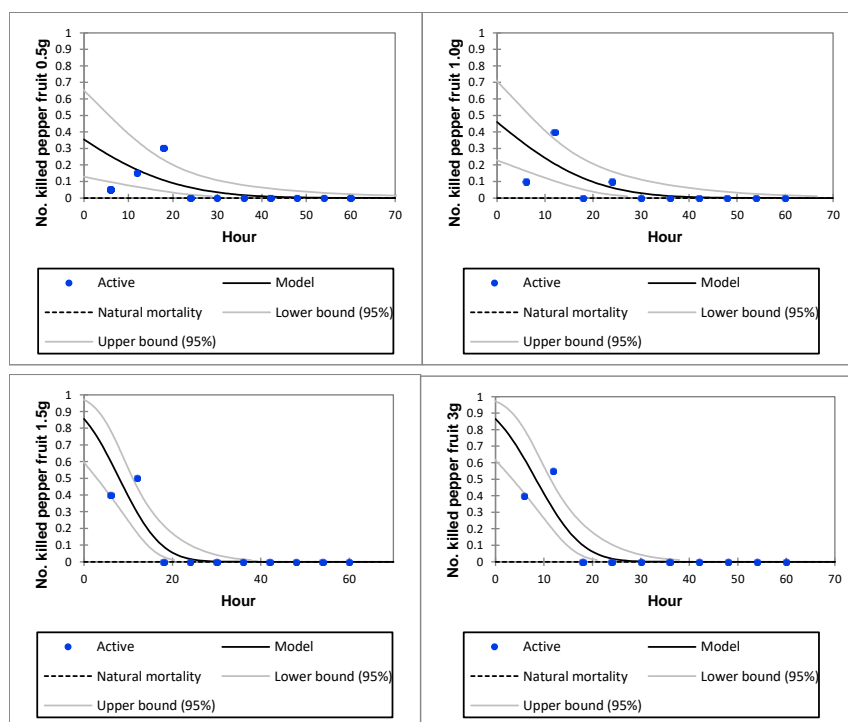 No. killed pepper fruit 0.5g
1
0.9
0.8
0.7
0.6
0.5
0.4
0.3
0.2
0.1
0
0 10 20 30 40 50 60 70
Hour
Active Model
Natural mortality Lower bound (95%)
Upper bound (95%)
No. killed pepper fruit 1.0g
1
0.9
0.8
0.7
0.6
0.5
0.4
0.3
0.2
0.1
0
0 10 20 30 40 50 60 70
Hour
Active Model
Natural mortality Lower bound (95%)
Upper bound (95%)
No. killed pepper fruit 1.5g
1
0.9
0.8
0.7
0.6
0.5
0.4
0.3
0.2
0.1
0
0 20 40 60
Hour
Active Model
Natural mortality Lower bound (95%)
Upper bound (95%)
No. killed pepper fruit 3g
1
0.9
0.8
0.7
0.6
0.5
0.4
0.3
0.2
0.1
0
0 10 20 30 40 50 60 70
Hour
Active Model
Natural mortality Lower bound (95%)
Upper bound (95%)